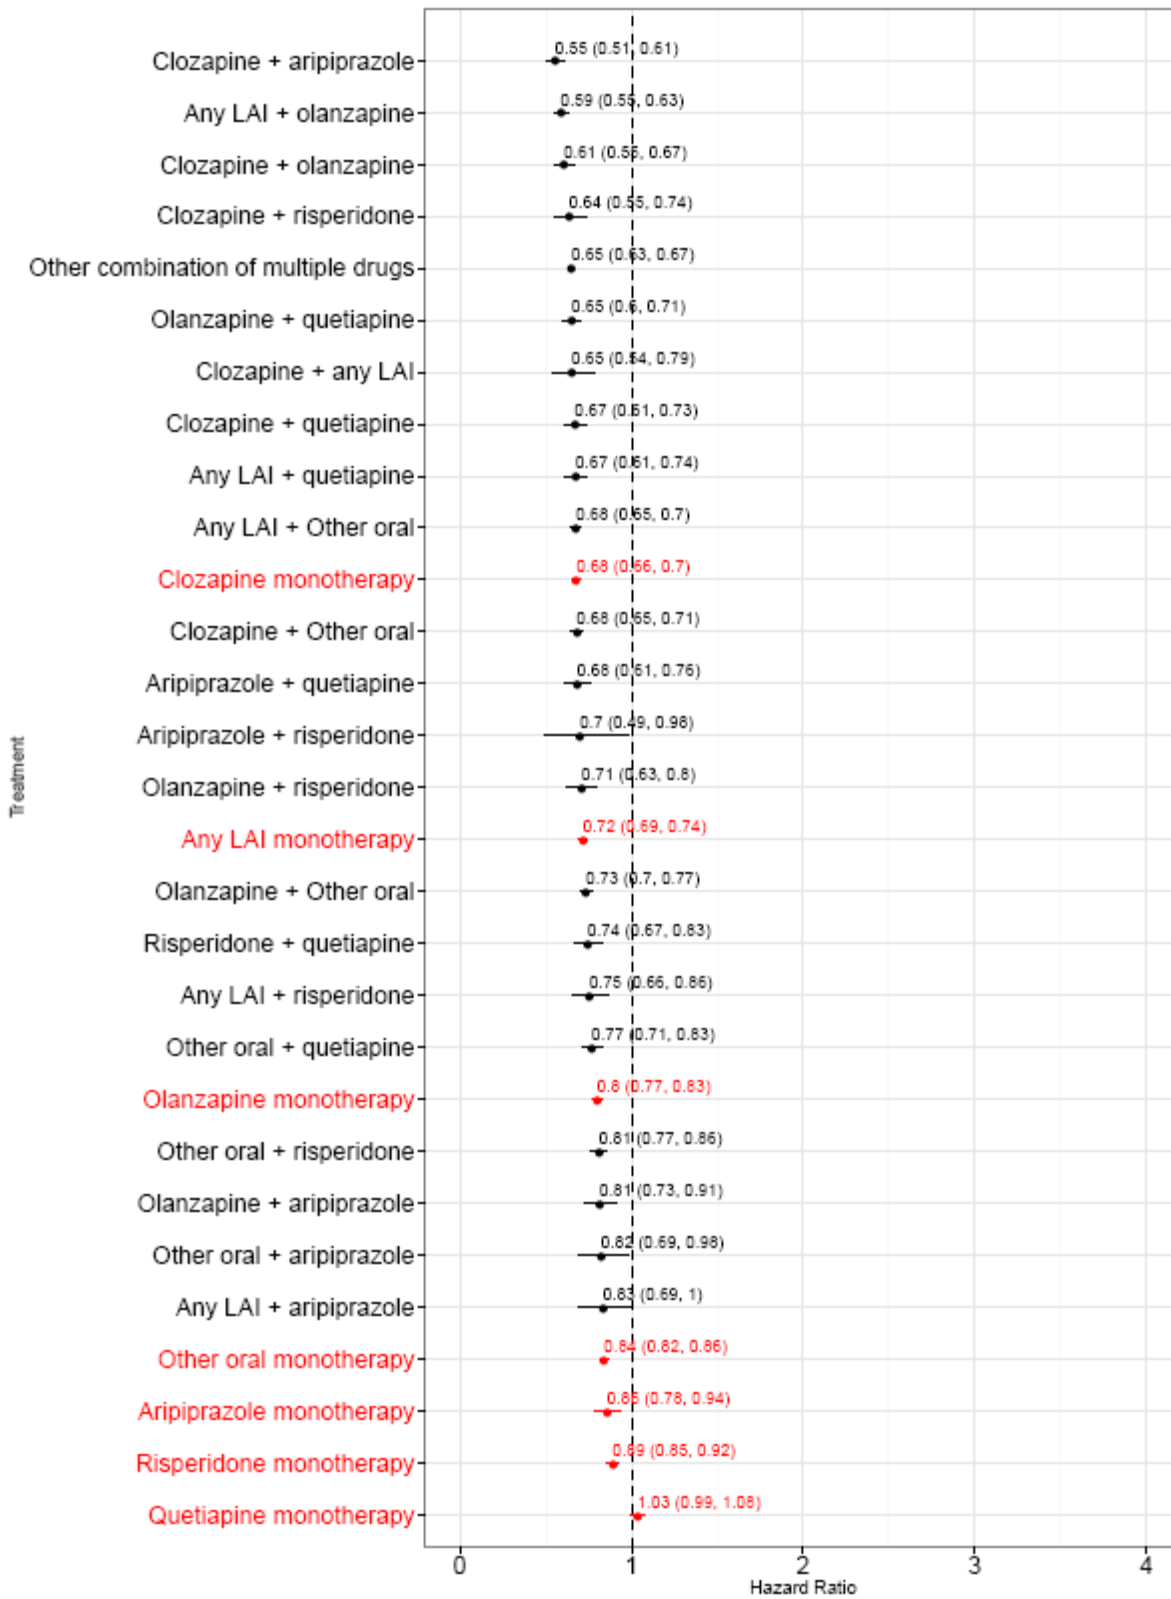 Clozapine + aripiprazole 0.55 (0.51, 0.61)
Any LAI + olanzapine 0.59 (0.55, 0.63)
Clozapine + olanzapine 0.61 (0.55, 0.67)
Clozapine + risperidone 0.64 (0.55, 0.74)
Other combination of multiple drugs 0.65 (0.63, 0.67)
Olanzapine + quetiapine 0.65 (0.6, 0.71)
Clozapine + any LAI 0.65 (0.54, 0.79)
Clozapine + quetiapine 0.67 (0.61, 0.73)
Any LAI + quetiapine 0.67 (0.61, 0.74)
Any LAI + Other oral 0.68 (0.65, 0.7)
Clozapine monotherapy 0.68 (0.66, 0.7)
Clozapine + Other oral 0.68 (0.65, 0.71)
Aripiprazole + quetiapine 0.68 (0.61, 0.76)
Aripiprazole + risperidone 0.7 (0.49, 0.98)
Olanzapine + risperidone 0.71 (0.63, 0.8)
Any LAI monotherapy 0.72 (0.69, 0.74)
Olanzapine + Other oral 0.73 (0.7, 0.77)
Risperidone + quetiapine 0.74 (0.67, 0.83)
Any LAI + risperidone 0.75 (0.66, 0.86)
Other oral + quetiapine 0.77 (0.71, 0.83)
Olanzapine monotherapy 0.8 (0.77, 0.83)
Other oral + risperidone 0.81 (0.77, 0.86)
Olanzapine + aripiprazole 0.81 (0.73, 0.91)
Other oral + aripiprazole 0.82 (0.69, 0.98)
Any LAI + aripiprazole 0.83 (0.69, 1)
Other oral monotherapy 0.84 (0.82, 0.86)
Aripiprazole monotherapy 0.85 (0.78, 0.94)
Risperidone monotherapy 0.89 (0.85, 0.92)
Quetiapine monotherapy 1.03 (0.99, 1.08)
Treatment
0 1 2 3 4
Hazard Ratio